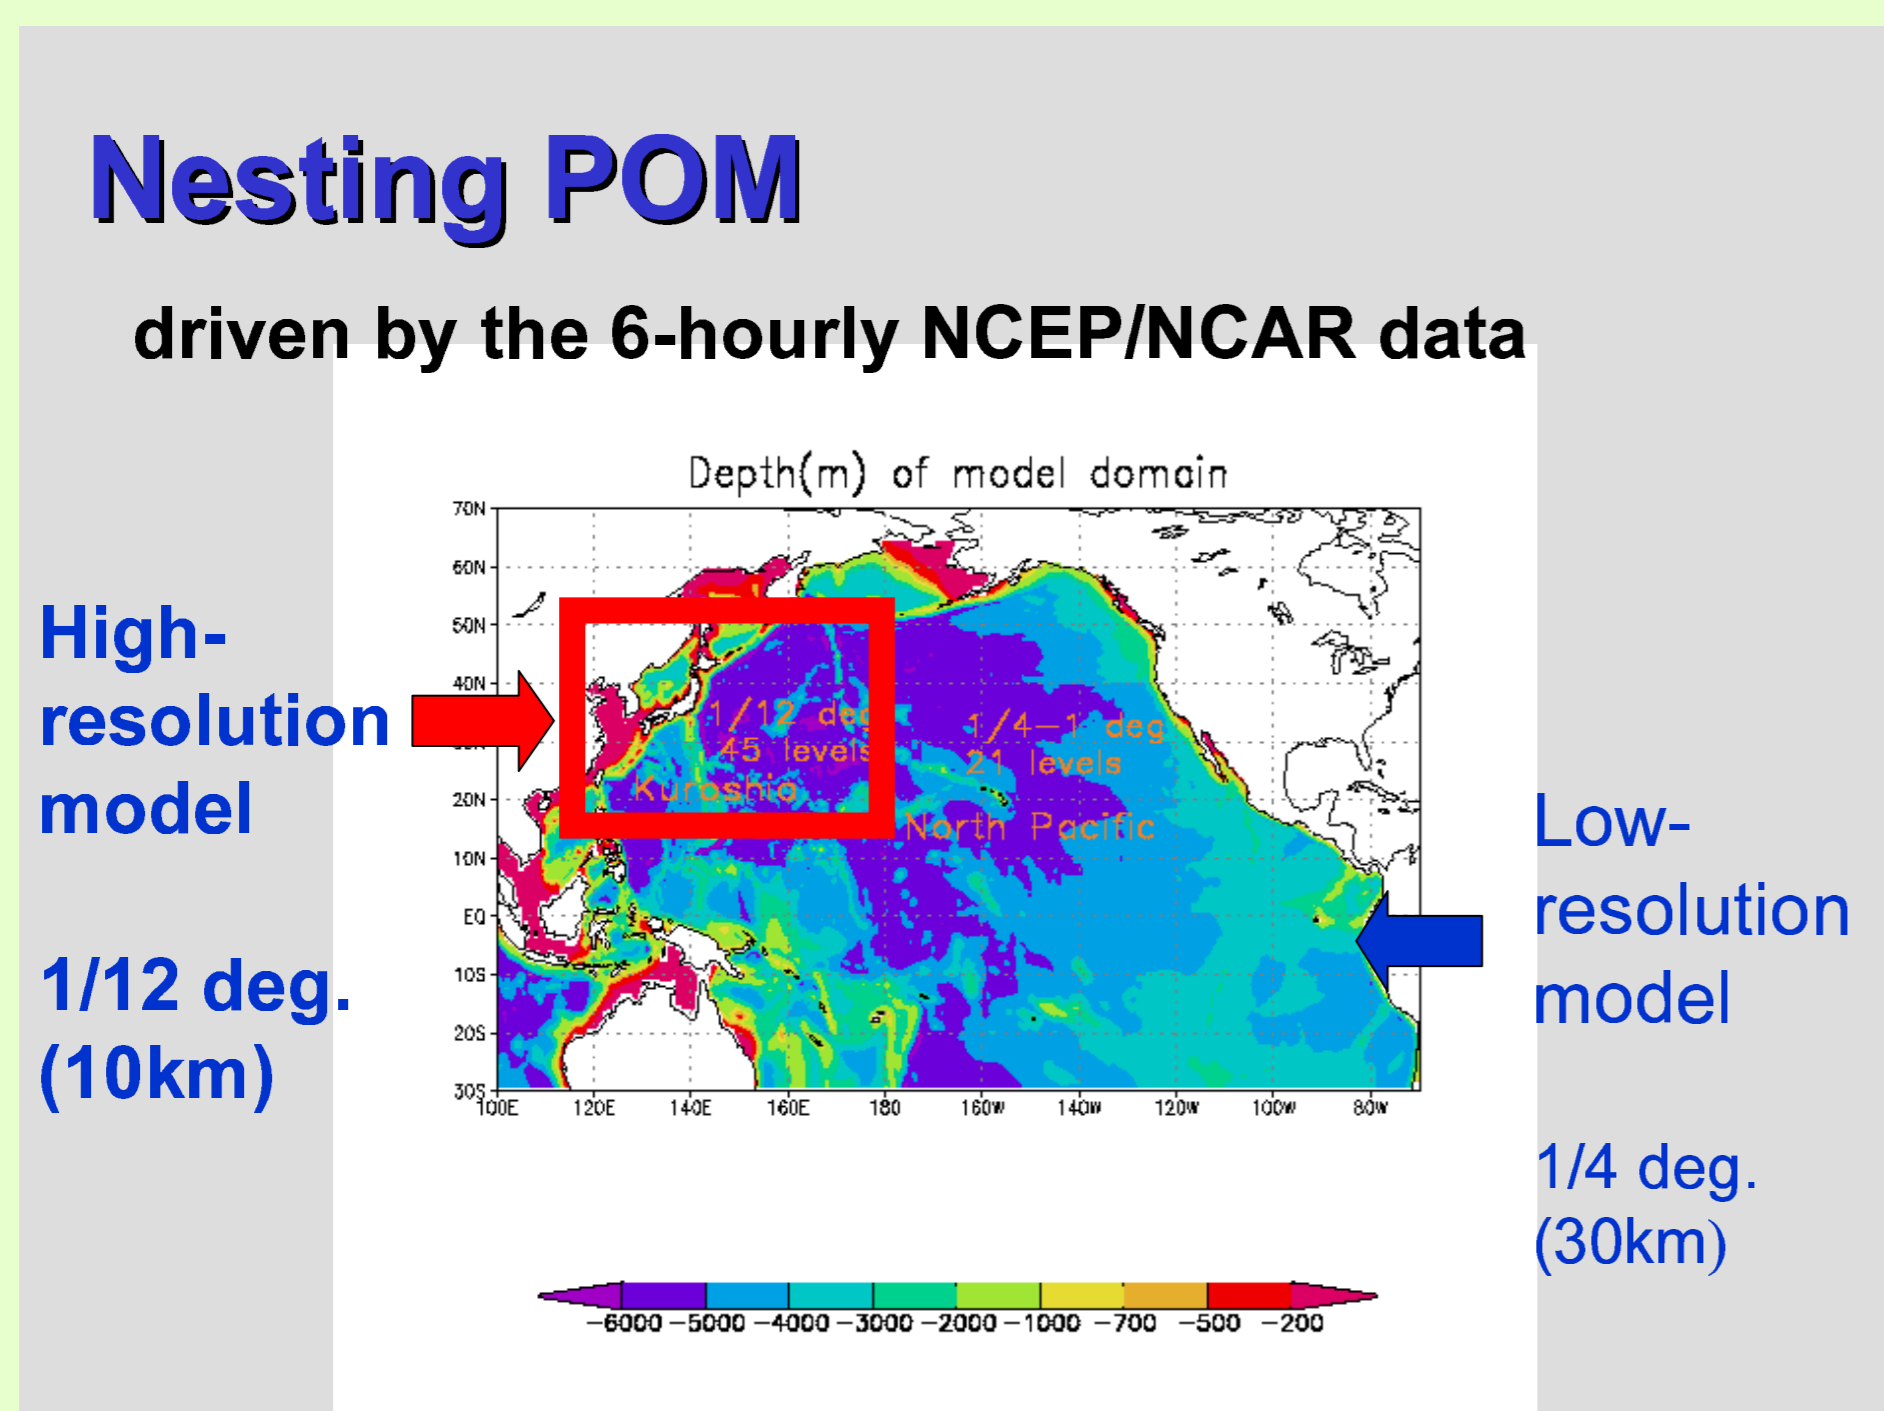 Nesting POM
driven by the 6-hourly NCEP/NCAR data
High-
resolution
model
1/12 deg.
(10km)
Depth(m) of model domain
70N
60N
50N
40N
20N
10N
EQ
10S
20S
30S
100E 120E 140E 160E 180 160W 140W 120W 100W 80W
1/12 deg
45 levels
Kuroshio
1/4-1 deg
21 levels
North Pacific
-6000 -5000 -4000 -3000 -2000 -1000 -700 -500 -200
Low-
resolution
model
1/4 deg.
(30km)